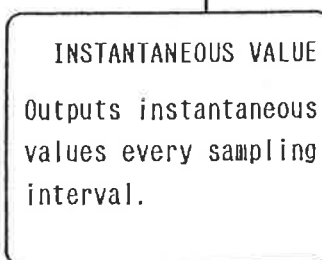 INSTANTANEOUS VALUE
Outputs instantaneous
values every sampling
interval.